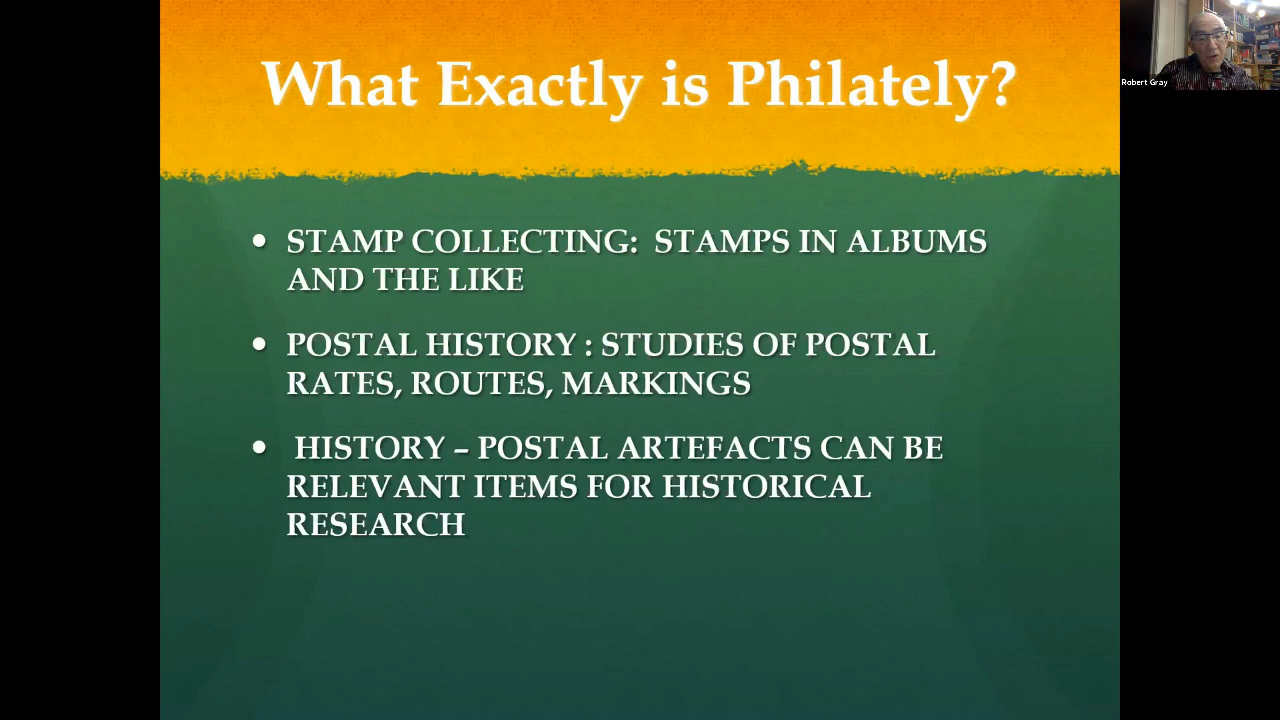 What Exactly is Philately?
• STAMP COLLECTING: STAMPS IN ALBUMS
AND THE LIKE
• POSTAL HISTORY : STUDIES OF POSTAL
RATES, ROUTES, MARKINGS
• HISTORY – POSTAL ARTEFACTS CAN BE
RELEVANT ITEMS FOR HISTORICAL
RESEARCH
Robert Gray